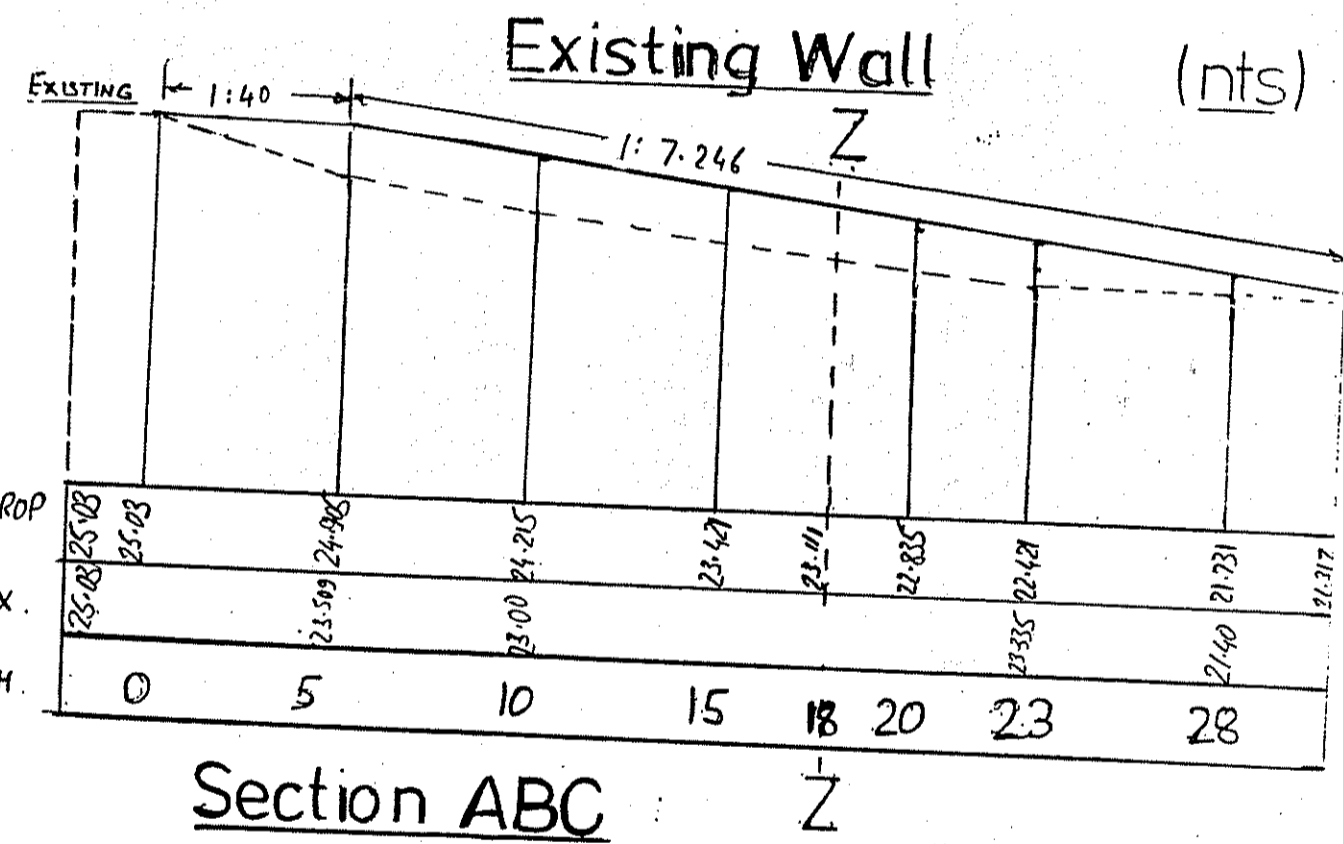 Existing Wall
(nts)
EXISTING
1:40
1:7.246
Z
ROP 25.03 25.03 24.905 24.215 23.421 23.111 22.835 22.421 21.731 21.317
X. 25.03 23.509 23.00 23.335 21.40
H. 0 5 10 15 18 20 23 28
Section ABC
Z